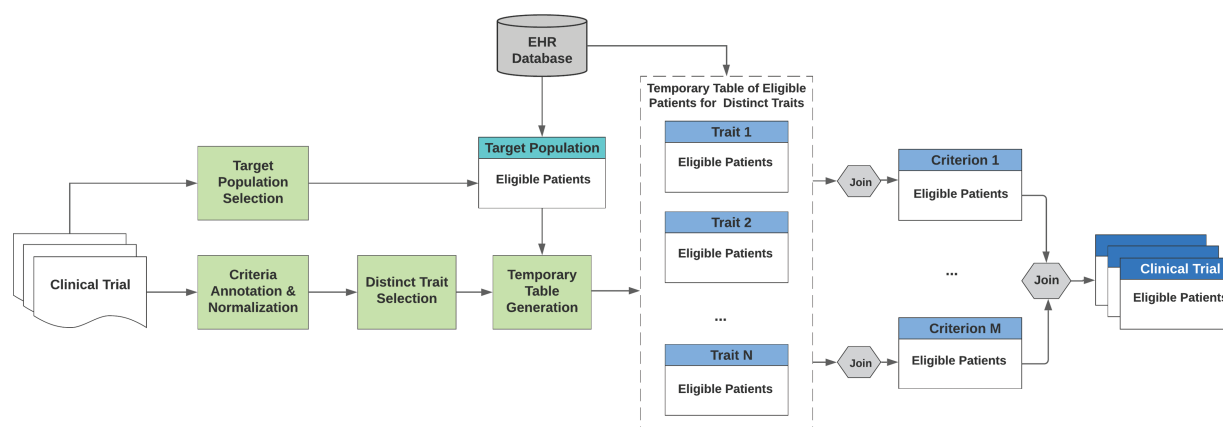 EHR
Database
Temporary Table of Eligible
Patients for Distinct Traits
Target
Population
Selection
Target Population
Eligible Patients
Clinical Trial
Criteria
Annotation &
Normalization
Distinct Trait
Selection
Temporary
Table
Generation
Trait 1
Eligible Patients
Trait 2
Eligible Patients
...
Trait N
Eligible Patients
Join
Join
Criterion 1
Eligible Patients
...
Criterion M
Eligible Patients
Join
Clinical Trial
Eligible Patients